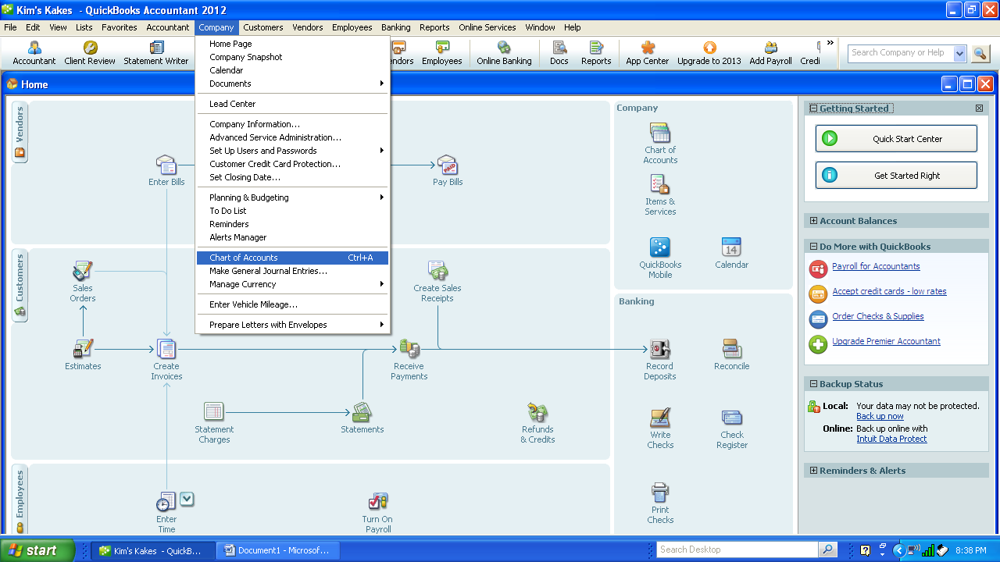 Kim's Kakes - QuickBooks Accountant 2012
File Edit View Lists Favorites Accountant Company Customers Vendors Employees Banking Reports Online Services Window Help
Accountant Client Review Statement Writer Employees Online Banking Docs Reports App Center Upgrade to 2013 Add Payroll Credi » Search Company or Help
Home
Home Page
Company Snapshot
Calendar
Documents
Lead Center
Company Information...
Advanced Service Administration...
Set Up Users and Passwords
Customer Credit Card Protection...
Set Closing Date...
Planning & Budgeting
To Do List
Reminders
Alerts Manager
Chart of Accounts Ctrl+A
Make General Journal Entries...
Manage Currency
Enter Vehicle Mileage...
Prepare Letters with Envelopes
Vendors
Enter Bills
PAID
Pay Bills
Customers
Sales
Orders
Create Sales
Receipts
Estimates
Create
Invoices
Receive
Payments
Statement
Charges
Statements
Refunds
& Credits
Employees
Enter
Time
Turn On
Payroll
Company
Chart of
Accounts
Items &
Services
QuickBooks
Mobile
14
Calendar
Banking
Record
Deposits
Reconcile
Write
Checks
Check
Register
Print
Checks
Getting Started
Quick Start Center
Get Started Right
Account Balances
Do More with QuickBooks
Payroll for Accountants
Accept credit cards - low rates
Order Checks & Supplies
Upgrade Premier Accountant
Backup Status
Local: Your data may not be protected.
Back up now
Online: Back up online with
Intuit Data Protect
Reminders & Alerts
start Kim's Kakes - QuickB... Document1 - Microsof... Search Desktop 8:38 PM